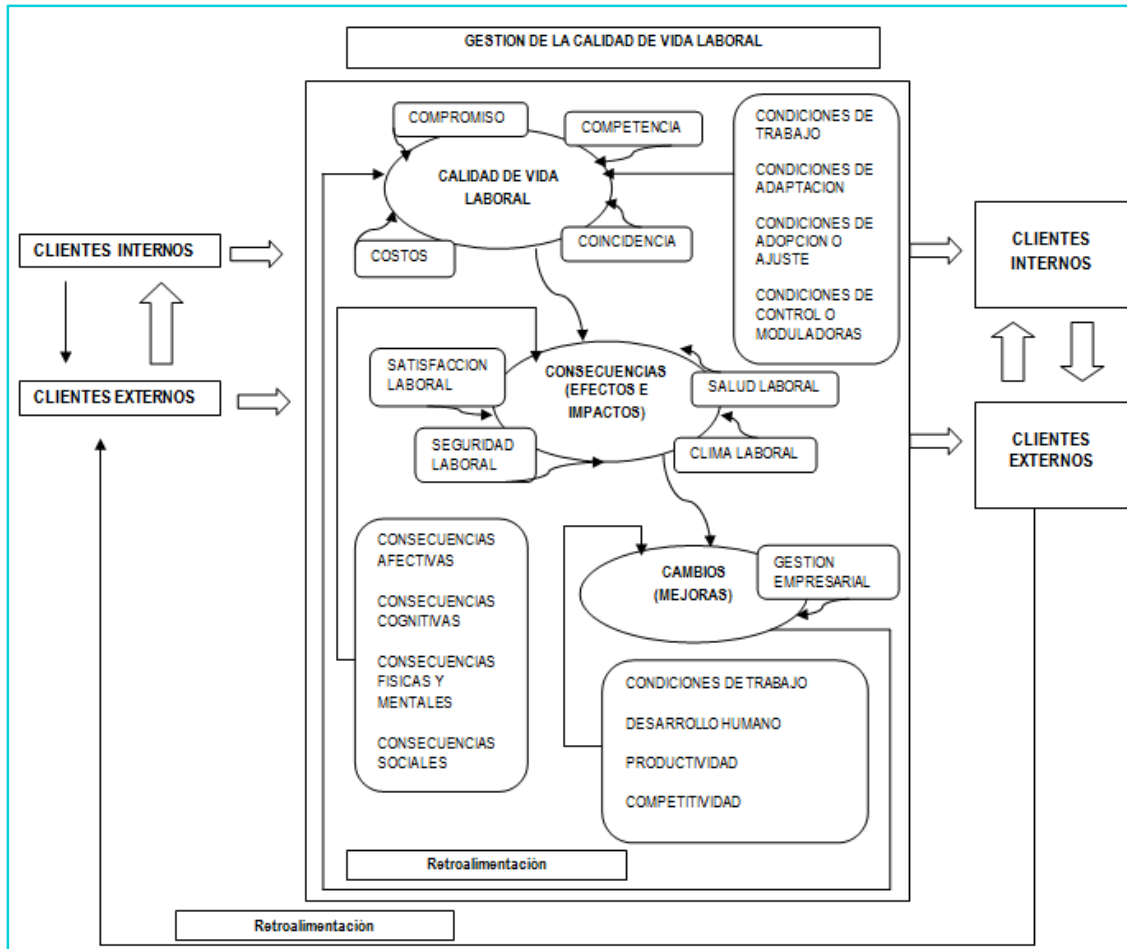 GESTION DE LA CALIDAD DE VIDA LABORAL
COMPROMISO
COMPETENCIA
CALIDAD DE VIDA
LABORAL
COSTOS
COINCIDENCIA
CONDICIONES DE
TRABAJO
CONDICIONES DE
ADAPTACION
CONDICIONES DE
ADOPCION O
AJUSTE
CONDICIONES DE
CONTROL O
MODULADORAS
CLIENTES INTERNOS
CLIENTES EXTERNOS
CLIENTES
INTERNOS
CLIENTES
EXTERNOS
SATISFACCION
LABORAL
CONSECUENCIAS
(EFECTOS E
IMPACTOS)
SALUD LABORAL
SEGURIDAD
LABORAL
CLIMA LABORAL
CONSECUENCIAS
AFECTIVAS
CONSECUENCIAS
COGNITIVAS
CONSECUENCIAS
FISICAS Y
MENTALES
CONSECUENCIAS
SOCIALES
CAMBIOS
(MEJORAS)
GESTION
EMPRESARIAL
CONDICIONES DE TRABAJO
DESARROLLO HUMANO
PRODUCTIVIDAD
COMPETITIVIDAD
Retroalimentación
Retroalimentación